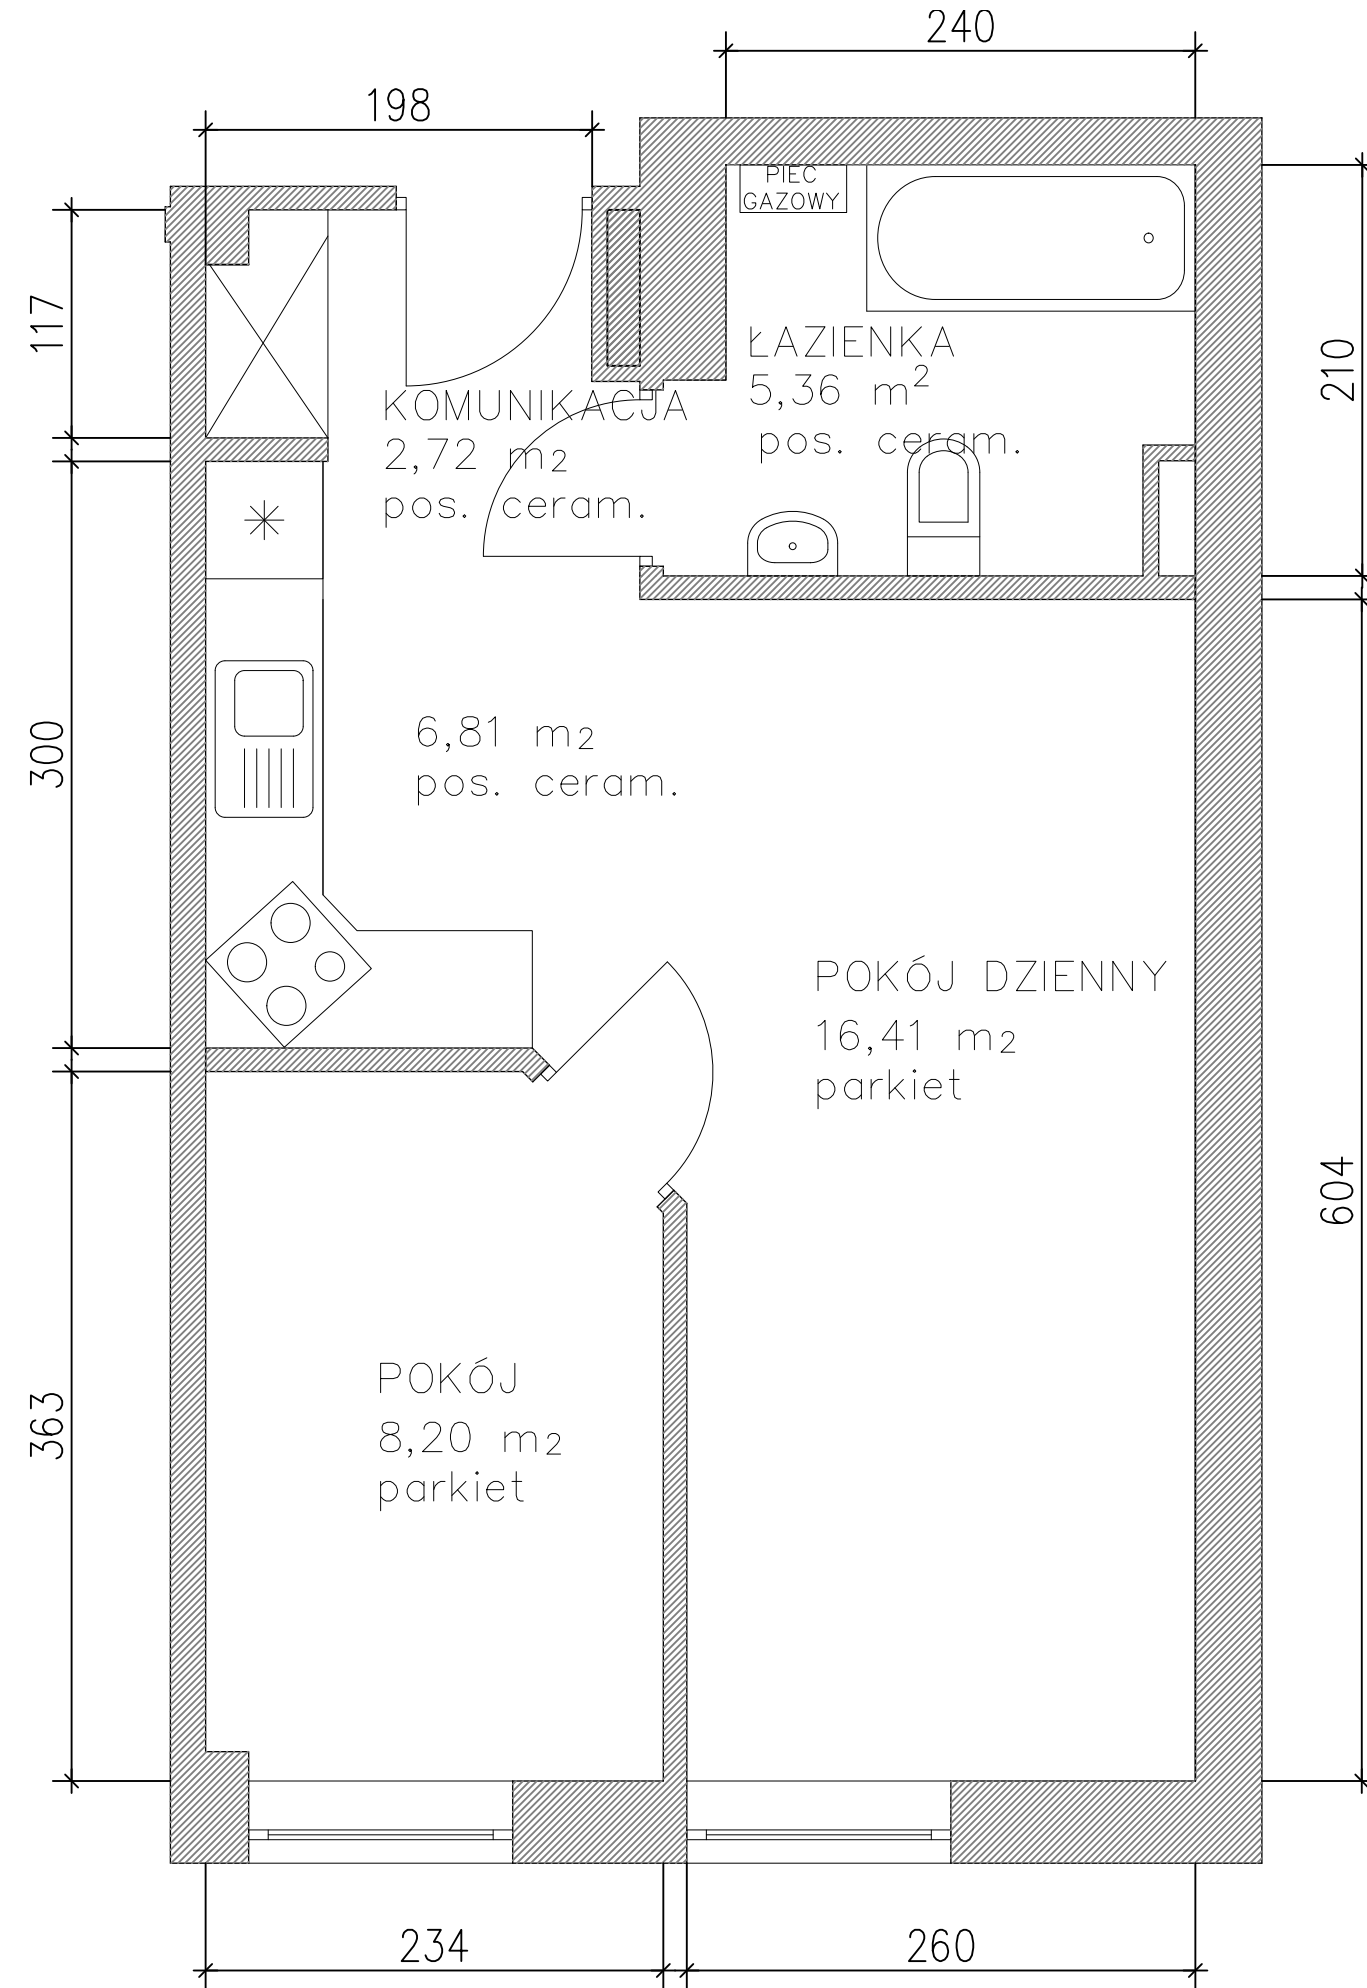 240
198
PIEC
GAZOWY
117
ŁAZIENKA
5,36 m²
pos. ceram.
210
KOMUNIKACJA
2,72 m2
pos. ceram.
300
6,81 m2
pos. ceram.
POKÓJ DZIENNY
16,41 m2
parkiet
604
363
POKÓJ
8,20 m2
parkiet
234
260